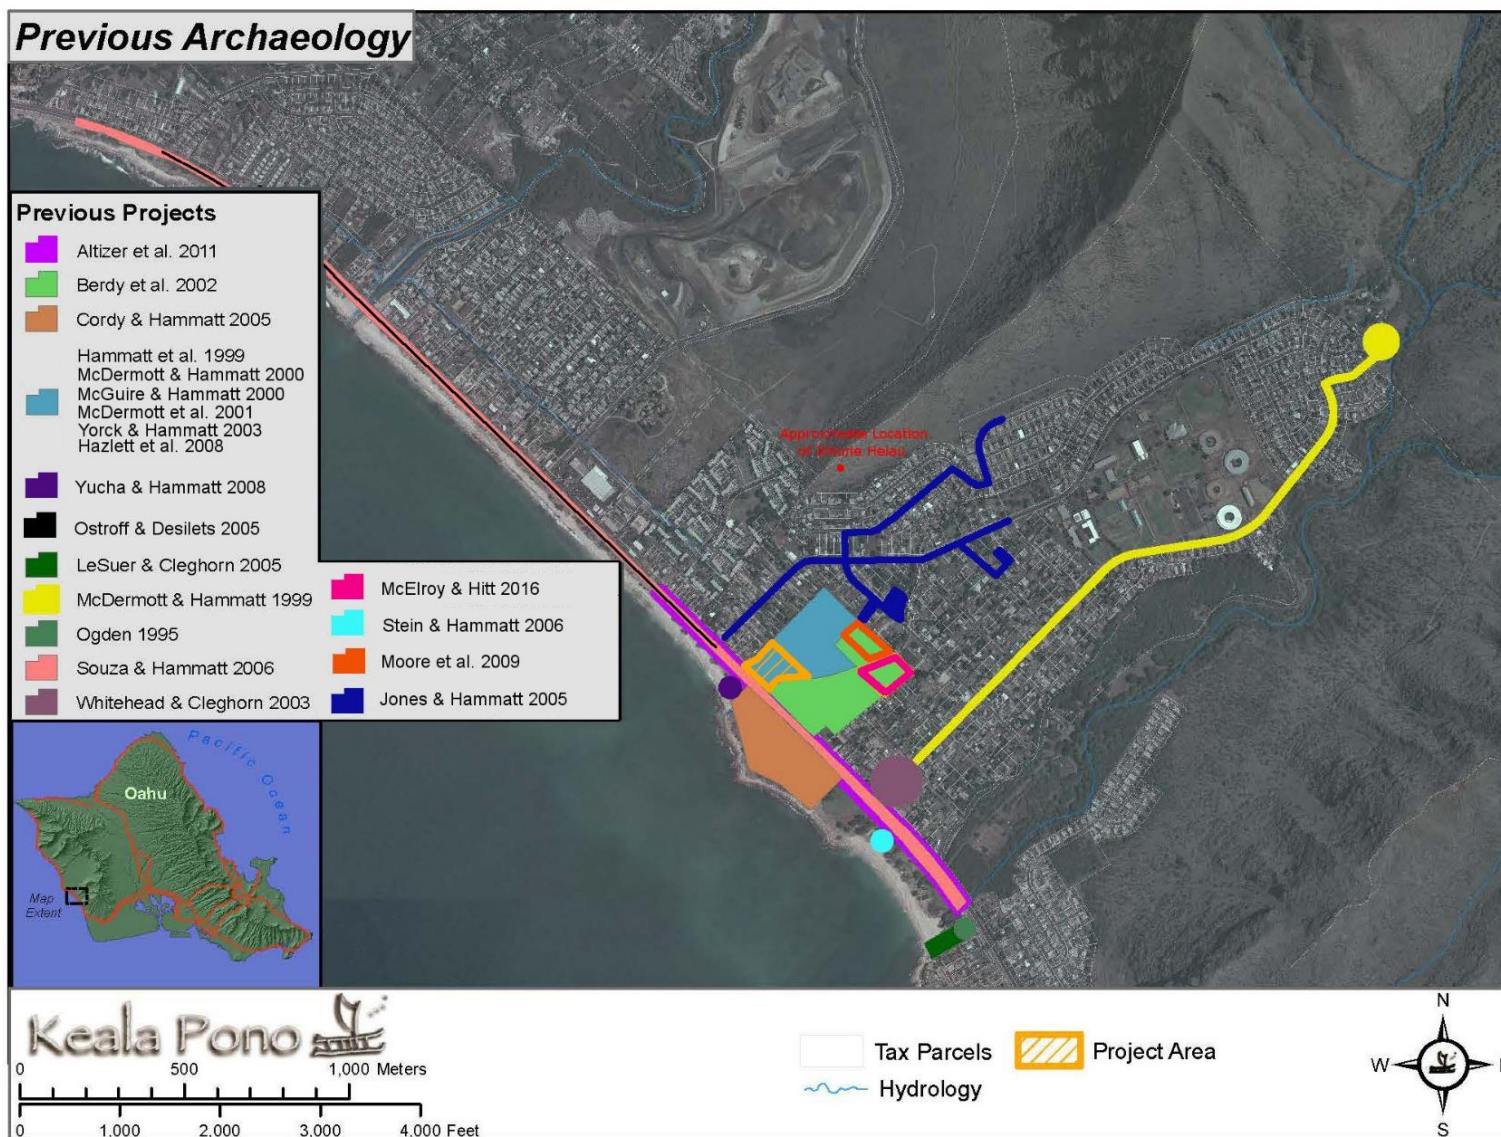 Previous Archaeology
Approximate Location
Heiau
Previous Projects
Altizer et al. 2011
Berdy et al. 2002
Cordy & Hammatt 2005
Hammatt et al. 1999
McDermott & Hammatt 2000
McGuire & Hammatt 2000
McDermott et al. 2001
Yorck & Hammatt 2003
Hazlett et al. 2008
Yucha & Hammatt 2008
Ostroff & Desilets 2005
LeSuer & Cleghorn 2005
McDermott & Hammatt 1999
Ogden 1995
Souza & Hammatt 2006
Whitehead & Cleghorn 2003
McElroy & Hitt 2016
Stein & Hammatt 2006
Moore et al. 2009
Jones & Hammatt 2005
Pacific Ocean
Oahu
Map
Extent
Keala Pono
0 500 1,000 Meters
0 1,000 2,000 3,000 4,000 Feet
Tax Parcels
Project Area
Hydrology
N
W
S